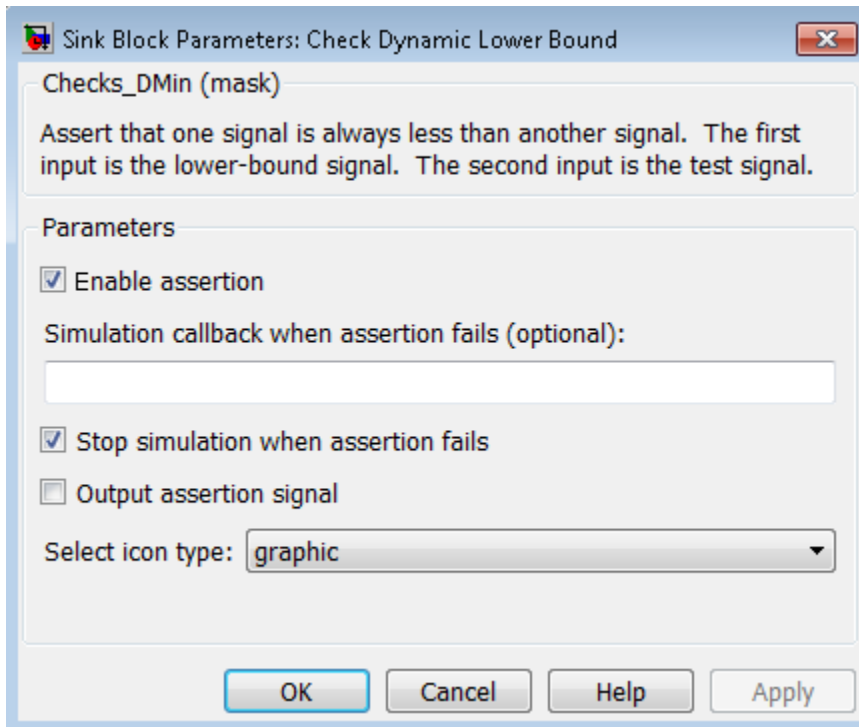 Sink Block Parameters: Check Dynamic Lower Bound
Checks_DMin (mask)
Assert that one signal is always less than another signal.  The first
input is the lower-bound signal.  The second input is the test signal.
Parameters
Enable assertion
Simulation callback when assertion fails (optional):
Stop simulation when assertion fails
Output assertion signal
Select icon type: graphic
OK Cancel Help Apply